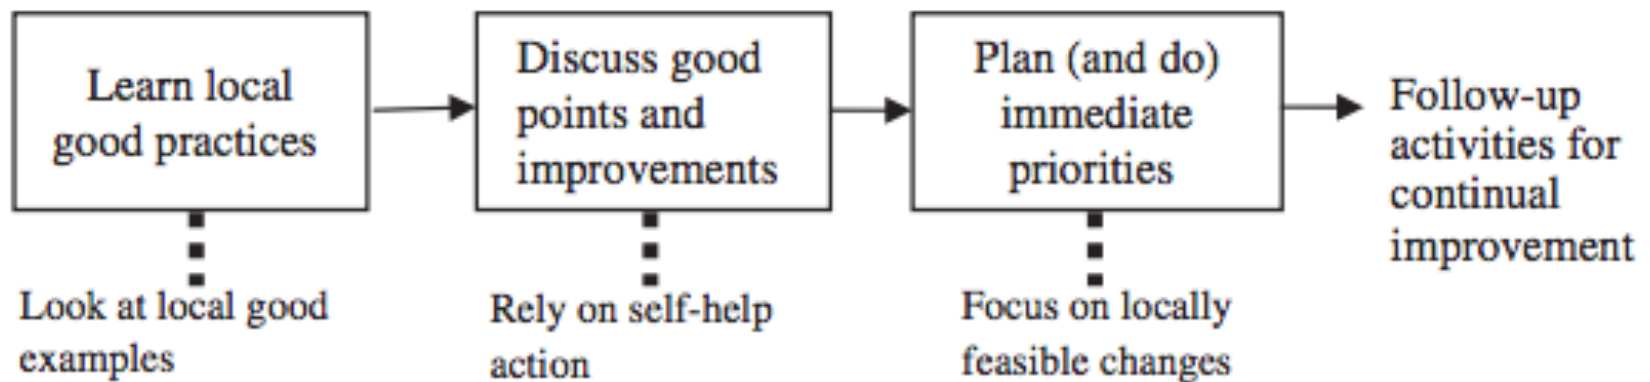 Learn local
good practices
Discuss good
points and
improvements
Plan (and do)
immediate
priorities
Follow-up
activities for
continual
improvement
Look at local good
examples
Rely on self-help
action
Focus on locally
feasible changes